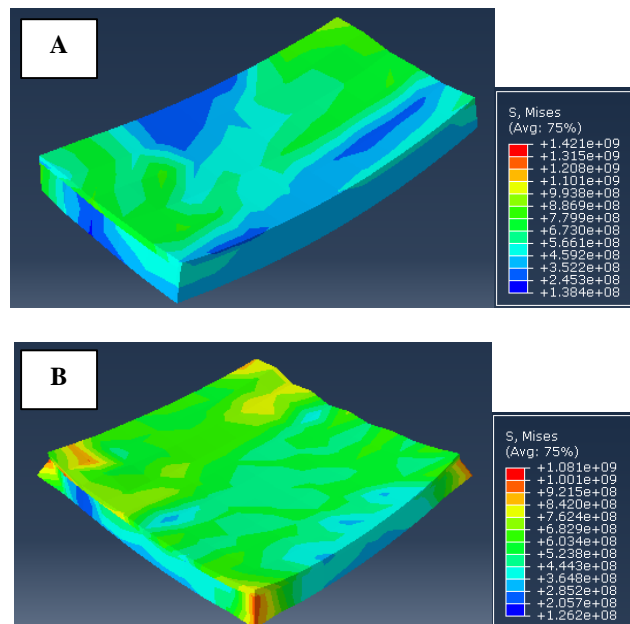 A
S, Mises
(Avg: 75%)
+1.421e+09
+1.315e+09
+1.208e+09
+1.101e+09
+9.938e+08
+8.869e+08
+7.799e+08
+6.730e+08
+5.661e+08
+4.592e+08
+3.522e+08
+2.453e+08
+1.384e+08
B
S, Mises
(Avg: 75%)
+1.081e+09
+1.001e+09
+9.215e+08
+8.420e+08
+7.624e+08
+6.829e+08
+6.034e+08
+5.238e+08
+4.443e+08
+3.648e+08
+2.852e+08
+2.057e+08
+1.262e+08